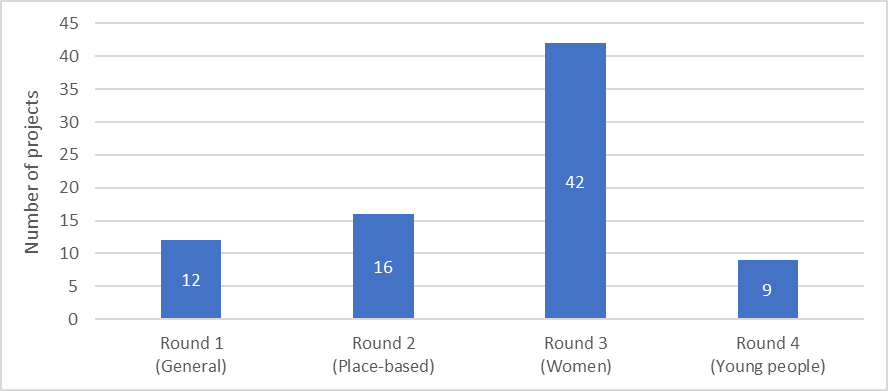 Number of projects
45
40
35
30
25
20
15
10
5
0
12
16
42
9
Round 1
(General)
Round 2
(Place-based)
Round 3
(Women)
Round 4
(Young people)